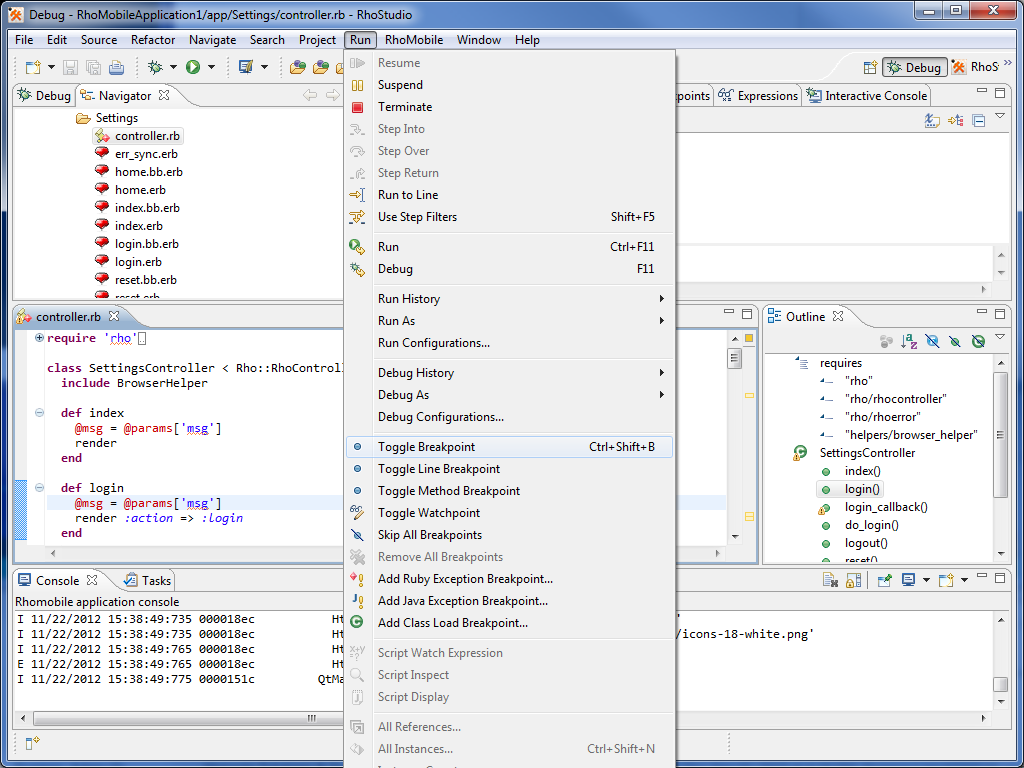 Debug - RhoMobileApplication1/app/Settings/controller.rb - RhoStudio
File Edit Source Refactor Navigate Search Project Run RhoMobile Window Help
Debug RhoS
Debug Navigator
Settings
controller.rb
err_sync.erb
home.bb.erb
home.erb
index.bb.erb
index.erb
login.bb.erb
login.erb
reset.bb.erb
reset.erb
Resume
Suspend
Terminate
Step Into
Step Over
Step Return
Run to Line
Use Step Filters Shift+F5
Run Ctrl+F11
Debug F11
Run History
Run As
Run Configurations...
Debug History
Debug As
Debug Configurations...
Toggle Breakpoint Ctrl+Shift+B
Toggle Line Breakpoint
Toggle Method Breakpoint
Toggle Watchpoint
Skip All Breakpoints
Remove All Breakpoints
Add Ruby Exception Breakpoint...
Add Java Exception Breakpoint...
Add Class Load Breakpoint...
Script Watch Expression
Script Inspect
Script Display
All References...
All Instances... Ctrl+Shift+N
points Expressions Interactive Console
controller.rb
require 'rho'
class SettingsController < Rho::RhoControl
include BrowserHelper
def index
@msg = @params['msg']
render
end
def login
@msg = @params['msg']
render :action => :login
end
Outline
requires
"rho"
"rho/rhocontroller"
"rho/rhoerror"
"helpers/browser_helper"
SettingsController
index()
login()
login_callback()
do_login()
logout()
reset()
Console Tasks
Rhomobile application console
I 11/22/2012 15:38:49:735 000018ec Ht '
I 11/22/2012 15:38:49:735 000018ec Ht /icons-18-white.png'
I 11/22/2012 15:38:49:765 000018ec Ht
E 11/22/2012 15:38:49:765 000018ec Ht
I 11/22/2012 15:38:49:775 0000151c QtMa